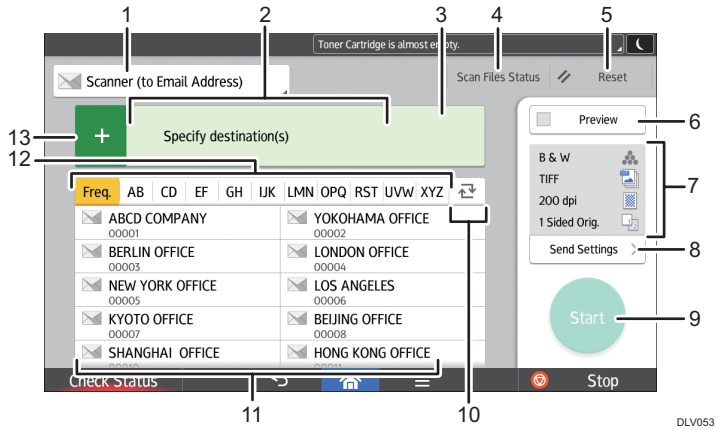 1
2
3
4
5
Toner Cartridge is almost empty.
Scanner (to Email Address)
Scan Files Status
Reset
13
+
Specify destination(s)
Preview
6
12
B & W
TIFF
200 dpi
1 Sided Orig.
7
Freq. AB CD EF GH IJK LMN OPQ RST UVW XYZ
ABCD COMPANY
00001
YOKOHAMA OFFICE
00002
BERLIN OFFICE
00003
LONDON OFFICE
00004
Send Settings
8
NEW YORK OFFICE
00005
LOS ANGELES
00006
KYOTO OFFICE
00007
BEIJING OFFICE
00008
Start
9
SHANGHAI OFFICE
HONG KONG OFFICE
Check Status
Stop
11
10
DLV053